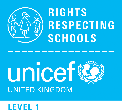 RIGHTS
RESPECTING
SCHOOLS
unicef
UNITED KINGDOM
LEVEL 1